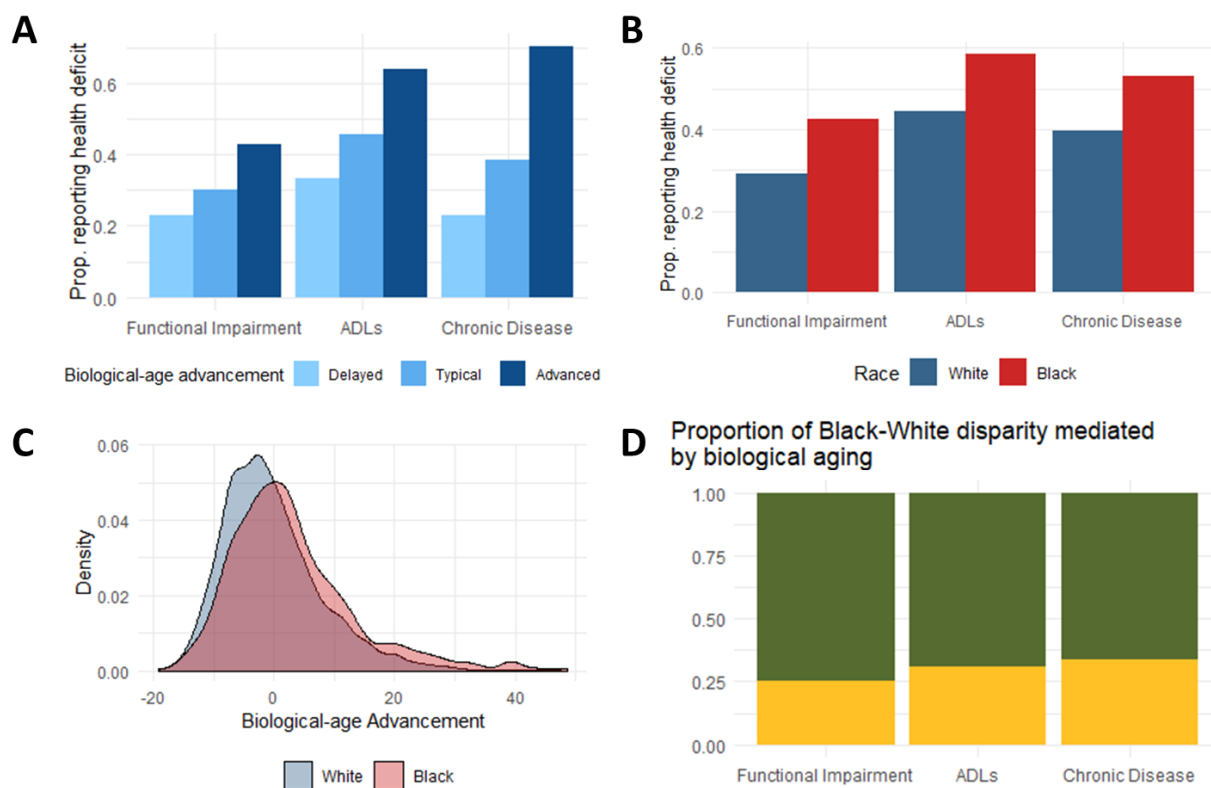 A
Prop. reporting health deficit
0.6
0.4
0.2
0.0
Functional Impairment ADLs Chronic Disease
Biological-age advancement Delayed Typical Advanced
B
Prop. reporting health deficit
0.6
0.4
0.2
0.0
Functional Impairment ADLs Chronic Disease
Race White Black
C
Density
0.06
0.04
0.02
0.00
-20 0 20 40
Biological-age Advancement
White Black
D
Proportion of Black-White disparity mediated
by biological aging
1.00
0.75
0.50
0.25
0.00
Functional Impairment ADLs Chronic Disease